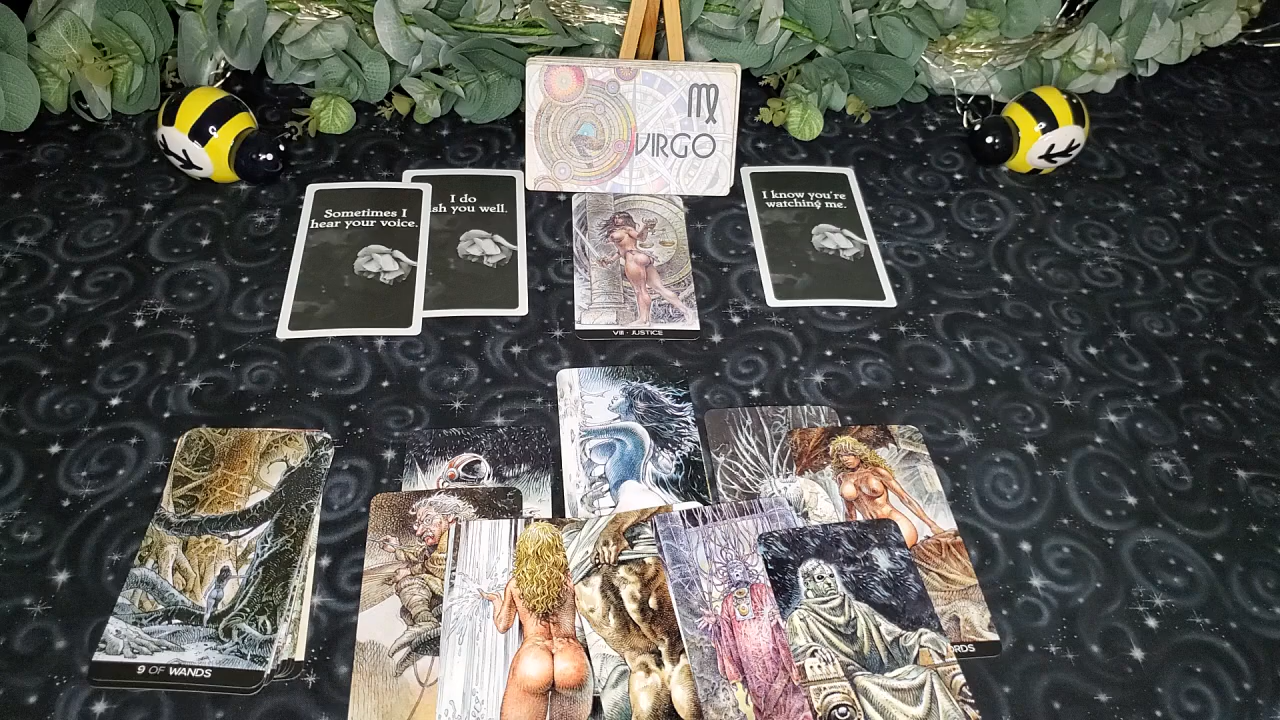 ♍
VIRGO
Sometimes I
hear your voice.
I do
sh you well.
I know you're
watching me.
VIII · JUSTICE
9 OF WANDS
ORDS